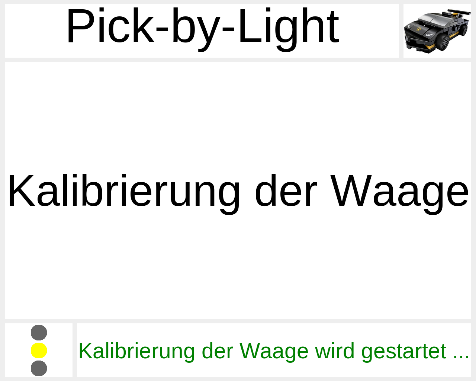 Pick-by-Light
Kalibrierung der Waage
Kalibrierung der Waage wird gestartet ...